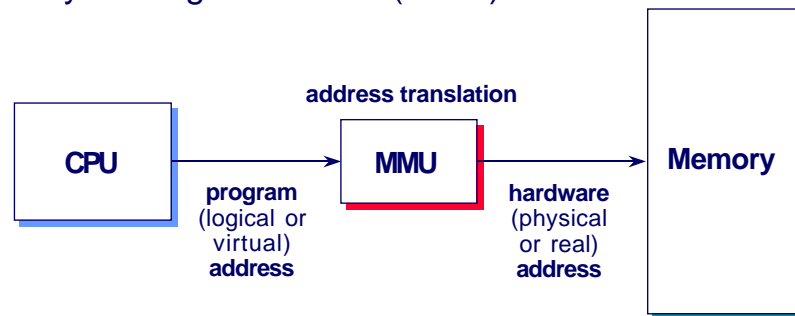 address translation
CPU
MMU
Memory
program
(logical or
virtual)
address
hardware
(physical
or real)
address